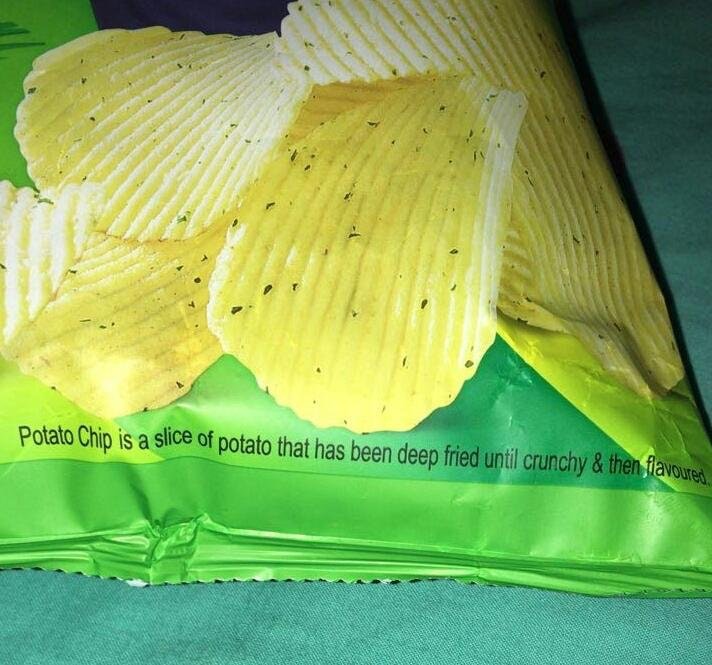 Potato Chip is a slice of potato that has been deep fried until crunchy & then flavoured.